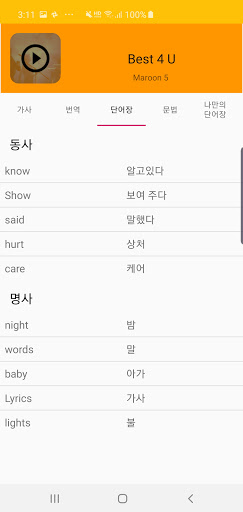 3:11 100%
Best 4 U
Maroon 5
가사 번역 단어장 문법 나만의
단어장
동사
know 알고있다
Show 보여 주다
said 말했다
hurt 상처
care 케어
명사
night 밤
words 말
baby 아가
Lyrics 가사
lights 불